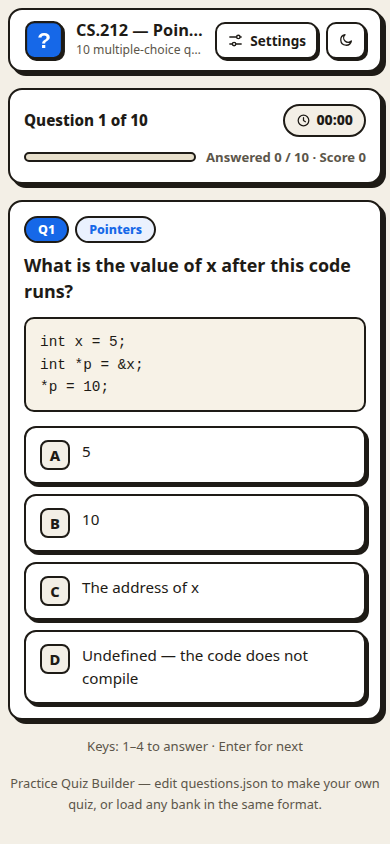 ?
CS.212 — Poin...
10 multiple-choice q...
Settings
Question 1 of 10
00:00
Answered 0 / 10 · Score 0
Q1
Pointers
What is the value of x after this code
runs?
int x = 5;
int *p = &x;
*p = 10;
A
5
B
10
C
The address of x
D
Undefined — the code does not
compile
Keys: 1–4 to answer · Enter for next
Practice Quiz Builder — edit questions.json to make your own
quiz, or load any bank in the same format.